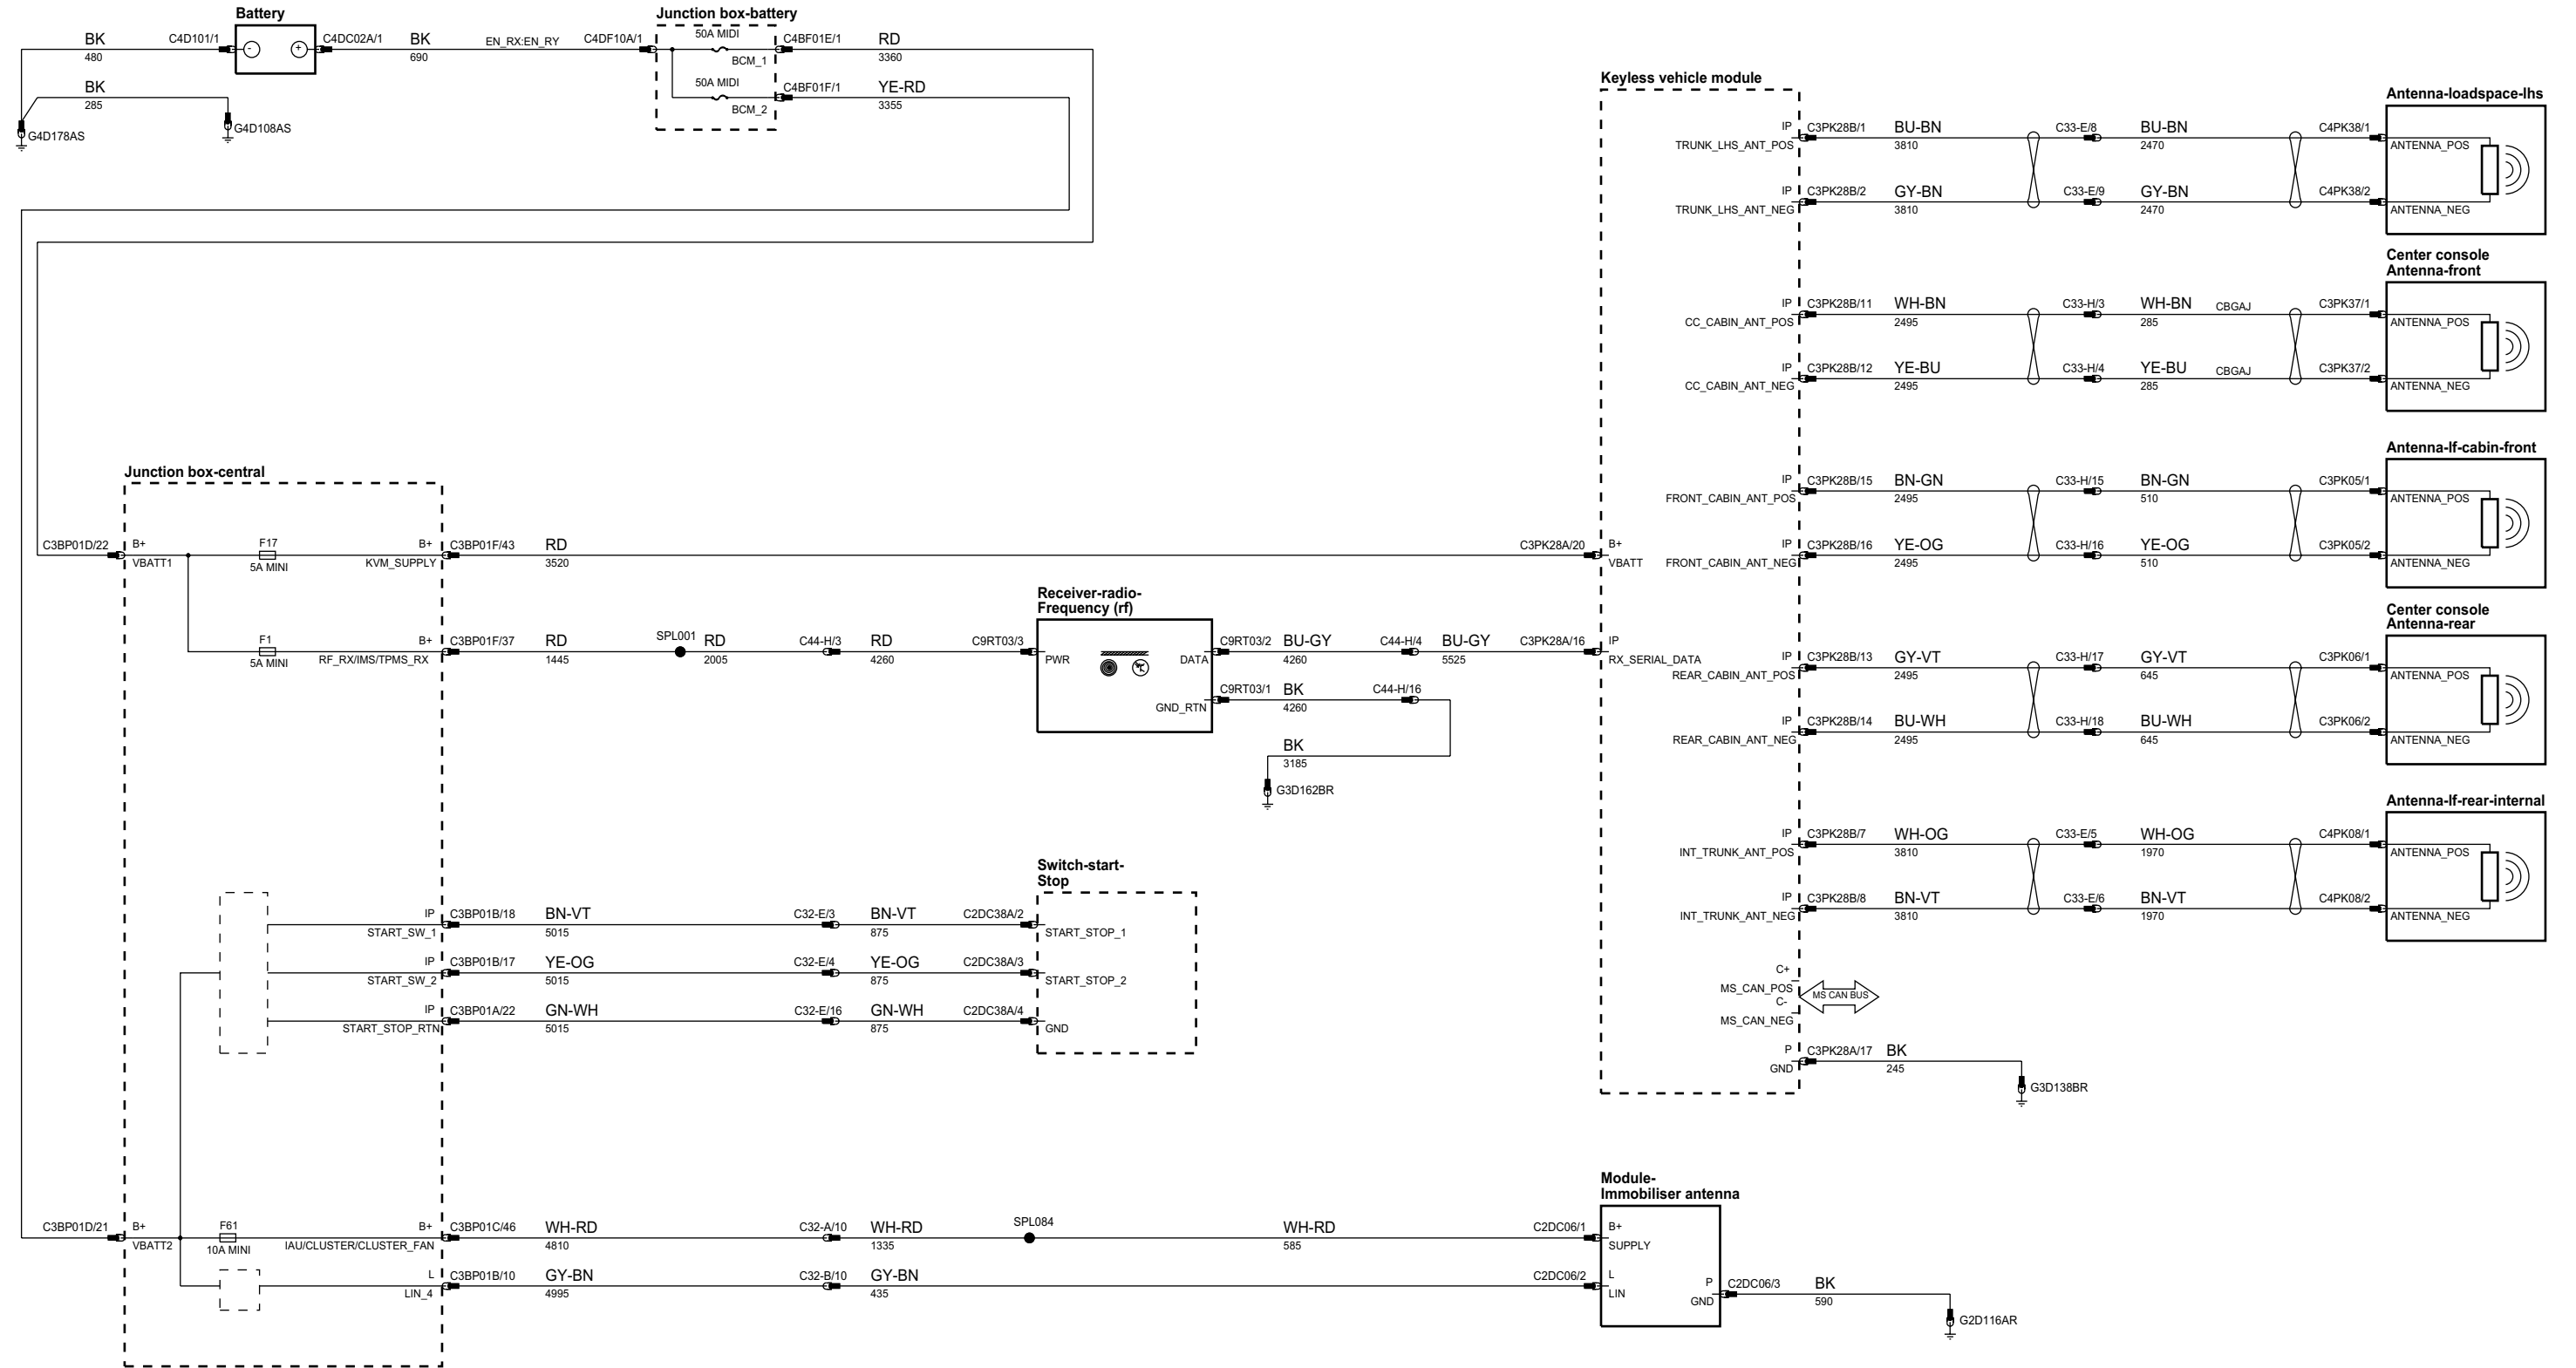 Battery
BK
480
C4D101/1
-
+
C4DC02A/1
BK
690
EN_RX:EN_RY
C4DF10A/1
BK
285
G4D178AS
G4D108AS
Junction box-battery
50A MIDI
BCM_1
50A MIDI
BCM_2
C4BF01E/1
RD
3360
C4BF01F/1
YE-RD
3355
Junction box-central
C3BP01D/22
B+
VBATT1
F17
5A MINI
B+
KVM_SUPPLY
C3BP01F/43
RD
3520
C3PK28A/20
F1
5A MINI
B+
RF_RX/IMS/TPMS_RX
C3BP01F/37
RD
1445
SPL001
RD
2005
C44-H/3
RD
4260
C9RT03/3
Receiver-radio-
Frequency (rf)
PWR
DATA
GND_RTN
C9RT03/2
BU-GY
4260
C44-H/4
BU-GY
5525
C3PK28A/16
C9RT03/1
BK
4260
C44-H/16
BK
3185
G3D162BR
IP
START_SW_1
C3BP01B/18
BN-VT
5015
C32-E/3
BN-VT
875
C2DC38A/2
IP
START_SW_2
C3BP01B/17
YE-OG
5015
C32-E/4
YE-OG
875
C2DC38A/3
IP
START_STOP_RTN
C3BP01A/22
GN-WH
5015
C32-E/16
GN-WH
875
C2DC38A/4
Switch-start-
Stop
START_STOP_1
START_STOP_2
GND
C3BP01D/21
B+
VBATT2
F61
10A MINI
B+
IAU/CLUSTER/CLUSTER_FAN
C3BP01C/46
WH-RD
4810
C32-A/10
WH-RD
1335
SPL084
WH-RD
585
C2DC06/1
L
LIN_4
C3BP01B/10
GY-BN
4995
C32-B/10
GY-BN
435
C2DC06/2
Module-
Immobiliser antenna
B+
SUPPLY
L
LIN
P
GND
C2DC06/3
BK
590
G2D116AR
Keyless vehicle module
B+
VBATT
IP
RX_SERIAL_DATA
IP
TRUNK_LHS_ANT_POS
C3PK28B/1
BU-BN
3810
C33-E/8
BU-BN
2470
C4PK38/1
IP
TRUNK_LHS_ANT_NEG
C3PK28B/2
GY-BN
3810
C33-E/9
GY-BN
2470
C4PK38/2
Antenna-loadspace-lhs
ANTENNA_POS
ANTENNA_NEG
IP
CC_CABIN_ANT_POS
C3PK28B/11
WH-BN
2495
C33-H/3
WH-BN
285
CBGAJ
C3PK37/1
IP
CC_CABIN_ANT_NEG
C3PK28B/12
YE-BU
2495
C33-H/4
YE-BU
285
CBGAJ
C3PK37/2
Center console
Antenna-front
ANTENNA_POS
ANTENNA_NEG
IP
FRONT_CABIN_ANT_POS
C3PK28B/15
BN-GN
2495
C33-H/15
BN-GN
510
C3PK05/1
IP
FRONT_CABIN_ANT_NEG
C3PK28B/16
YE-OG
2495
C33-H/16
YE-OG
510
C3PK05/2
Antenna-lf-cabin-front
ANTENNA_POS
ANTENNA_NEG
IP
REAR_CABIN_ANT_POS
C3PK28B/13
GY-VT
2495
C33-H/17
GY-VT
645
C3PK06/1
IP
REAR_CABIN_ANT_NEG
C3PK28B/14
BU-WH
2495
C33-H/18
BU-WH
645
C3PK06/2
Center console
Antenna-rear
ANTENNA_POS
ANTENNA_NEG
IP
INT_TRUNK_ANT_POS
C3PK28B/7
WH-OG
3810
C33-E/5
WH-OG
1970
C4PK08/1
IP
INT_TRUNK_ANT_NEG
C3PK28B/8
BN-VT
3810
C33-E/6
BN-VT
1970
C4PK08/2
Antenna-lf-rear-internal
ANTENNA_POS
ANTENNA_NEG
C+
MS_CAN_POS
C-
MS_CAN_NEG
MS CAN BUS
P
GND
C3PK28A/17
BK
245
G3D138BR